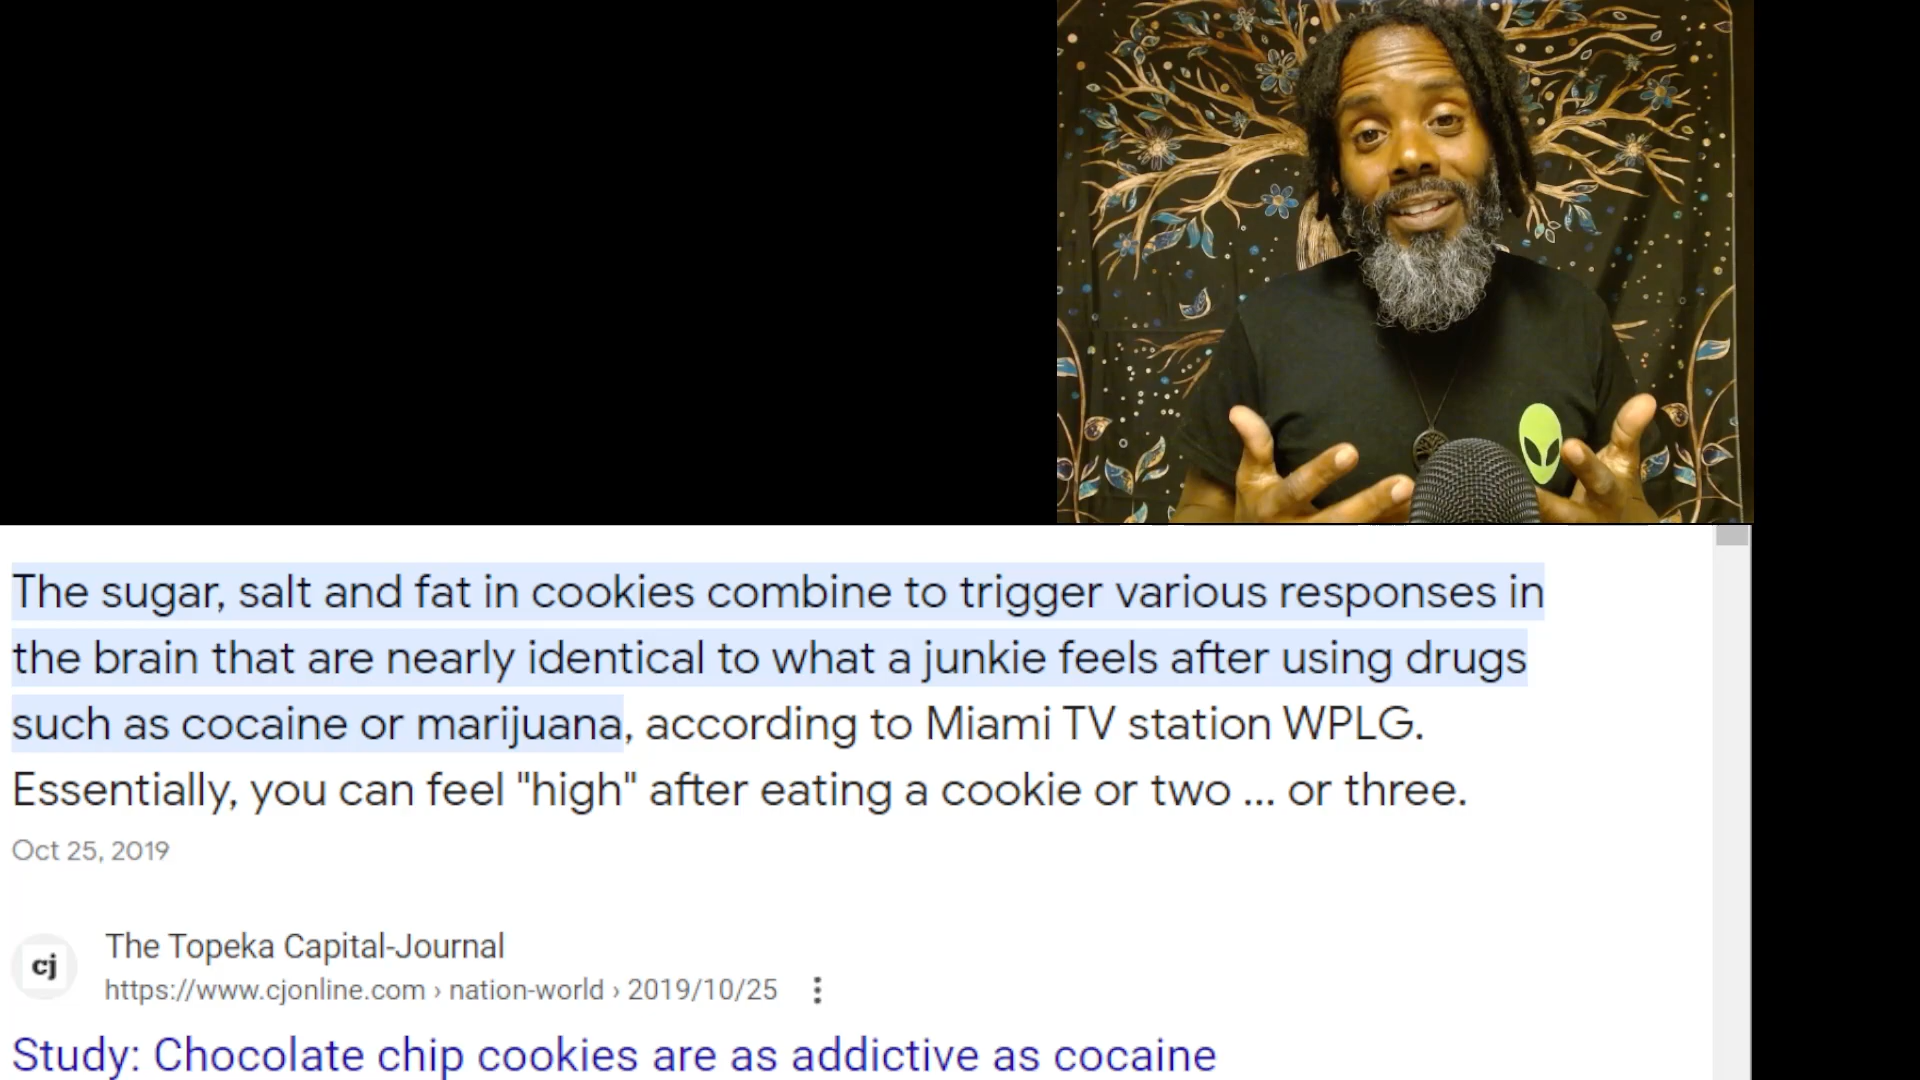 The sugar, salt and fat in cookies combine to trigger various responses in
the brain that are nearly identical to what a junkie feels after using drugs
such as cocaine or marijuana, according to Miami TV station WPLG.
Essentially, you can feel "high" after eating a cookie or two ... or three.
Oct 25, 2019
cj
The Topeka Capital-Journal
https://www.cjonline.com › nation-world › 2019/10/25
Study: Chocolate chip cookies are as addictive as cocaine